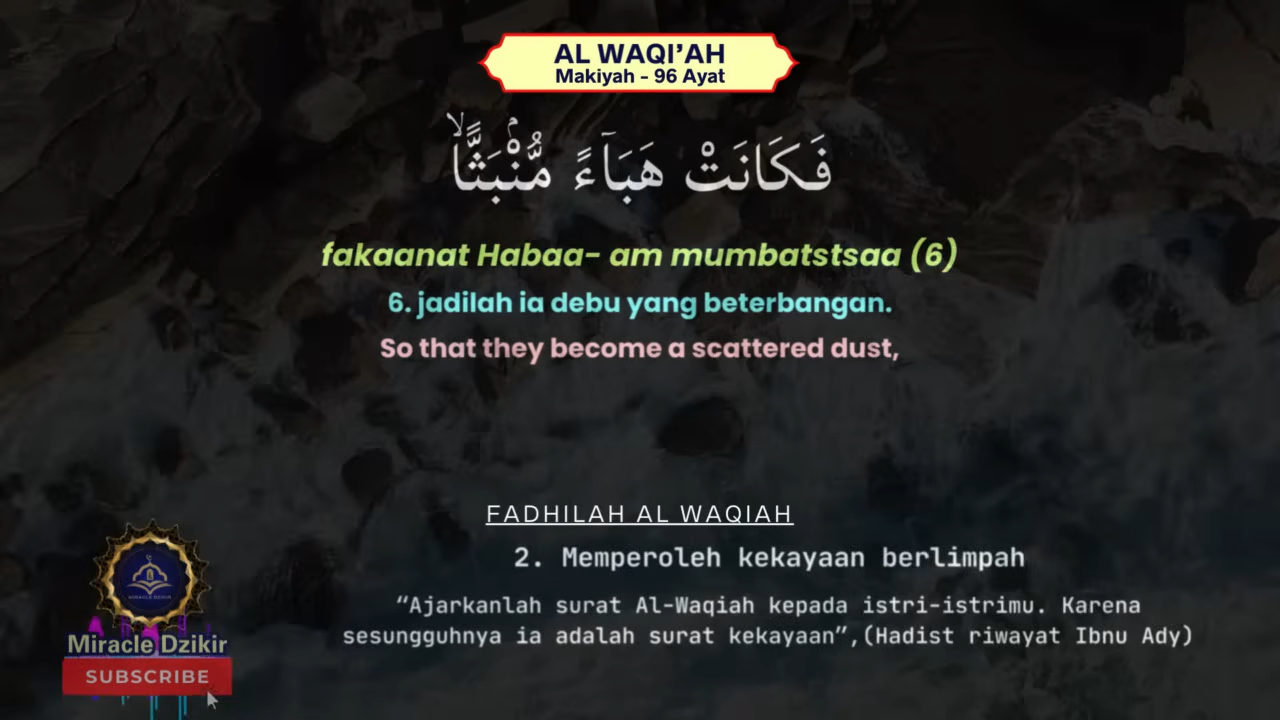 AL WAQI’AH
Makiyah - 96 Ayat
فَكَانَتْ هَبَاۤءً مُّنْۢبَثًّاۙ
fakaanat Habaa- am mumbatstsaa (6)
6. jadilah ia debu yang beterbangan.
So that they become a scattered dust,
FADHILAH AL WAQIAH
2. Memperoleh kekayaan berlimpah
“Ajarkanlah surat Al-Waqiah kepada istri-istrimu. Karena
sesungguhnya ia adalah surat kekayaan”,(Hadist riwayat Ibnu Ady)
MIRACLE DZIKIR
Miracle Dzikir
SUBSCRIBE